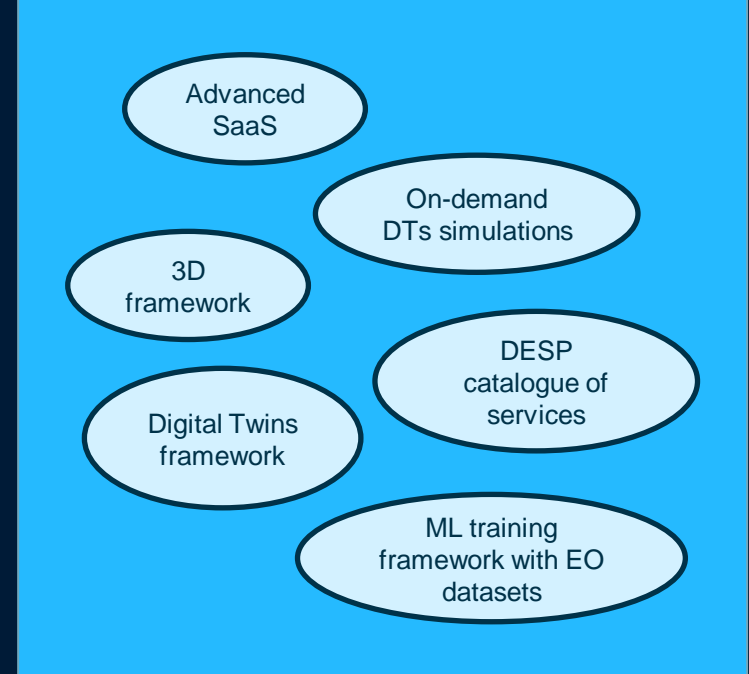 Advanced
SaaS
On-demand
DTs simulations
3D
framework
DESP
catalogue of
services
Digital Twins
framework
ML training
framework with EO
datasets